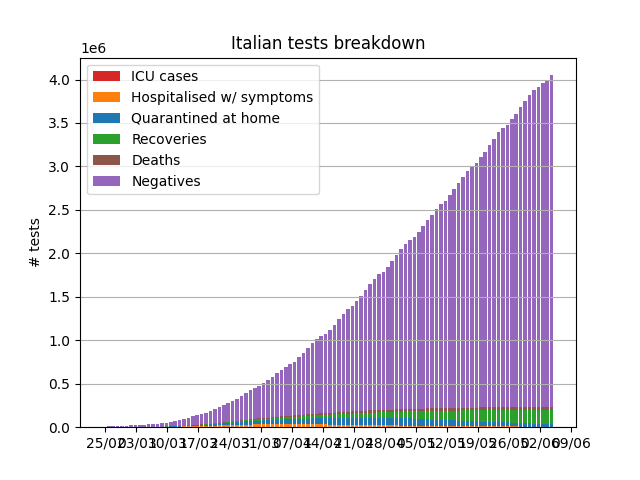 Italian tests breakdown
1e6
4.0
3.5
3.0
2.5
2.0
1.5
1.0
0.5
0.0
# tests
ICU cases
Hospitalised w/ symptoms
Quarantined at home
Recoveries
Deaths
Negatives
25/02 03/03 10/03 17/03 24/03 31/03 07/04 14/04 21/04 28/04 05/05 12/05 19/05 26/05 02/06 09/06